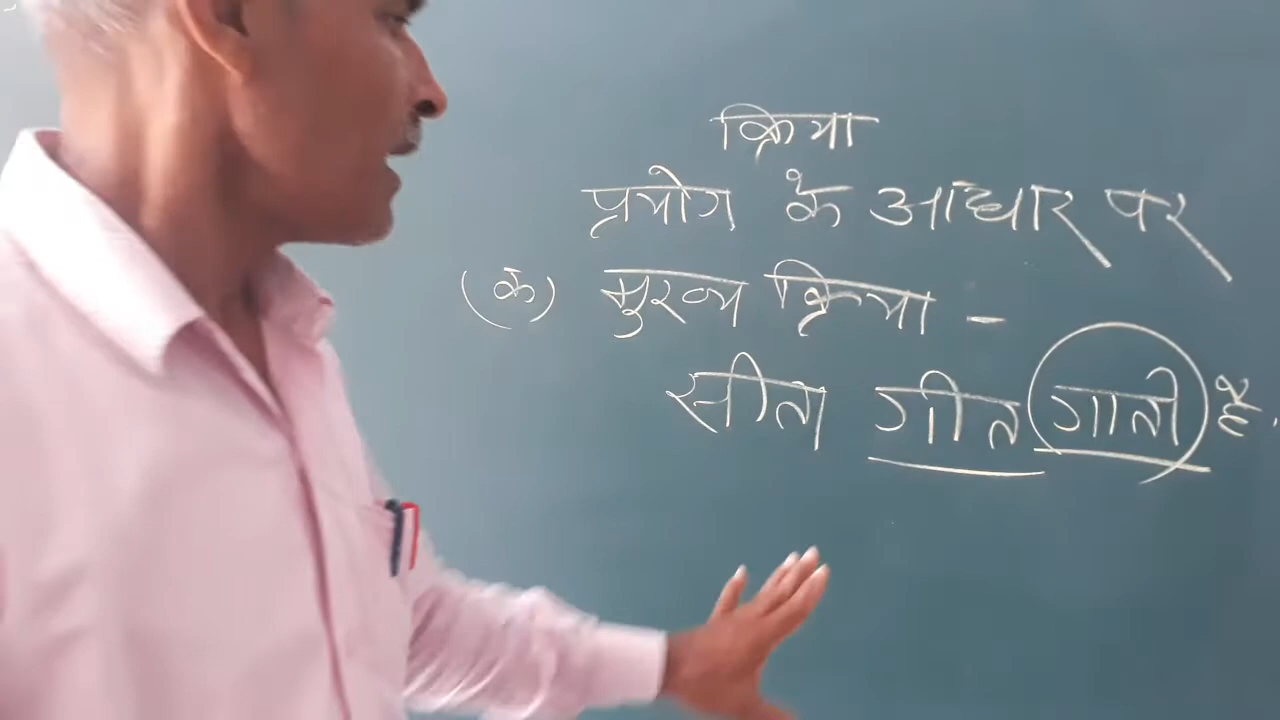 क्रिया
प्रयोग के आधार पर
(क) मुख्य क्रिया -
सीता गीत गाती है.